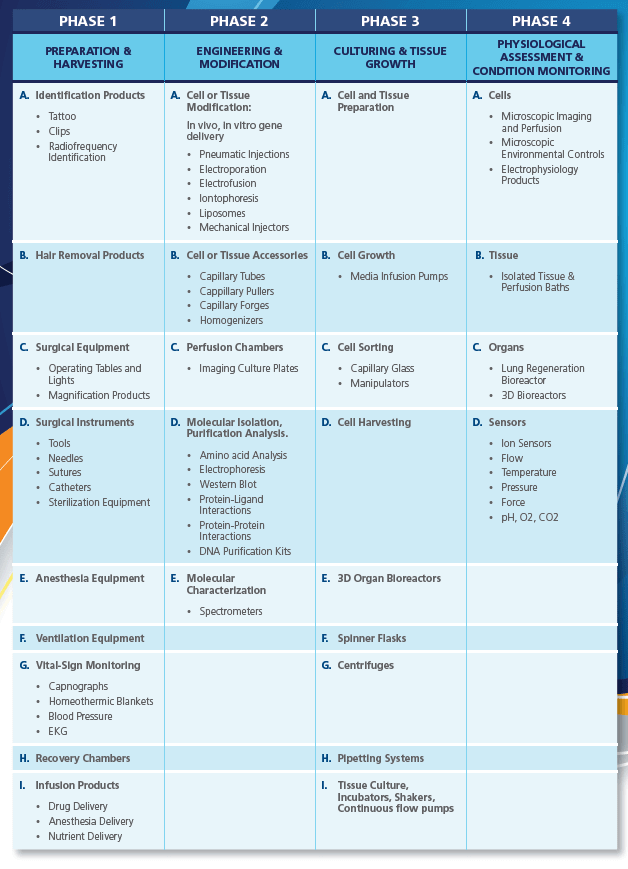 PHASE 1
PHASE 2
PHASE 3
PHASE 4
PREPARATION &
HARVESTING
ENGINEERING &
MODIFICATION
CULTURING & TISSUE
GROWTH
PHYSIOLOGICAL
ASSESSMENT &
CONDITION MONITORING
A. Identification Products
• Tattoo
• Clips
• Radiofrequency
Identification
A. Cell or Tissue
Modification:
In vivo, in vitro gene
delivery
• Pneumatic Injections
• Electroporation
• Electrofusion
• Iontophoresis
• Liposomes
• Mechanical Injectors
A. Cell and Tissue
Preparation
A. Cells
• Microscopic Imaging
and Perfusion
• Microscopic
Environmental Controls
• Electrophysiology
Products
B. Hair Removal Products
B. Cell or Tissue Accessories
• Capillary Tubes
• Cappillary Pullers
• Capillary Forges
• Homogenizers
B. Cell Growth
• Media Infusion Pumps
B. Tissue
• Isolated Tissue &
Perfusion Baths
C. Surgical Equipment
• Operating Tables and
Lights
• Magnification Products
C. Perfusion Chambers
• Imaging Culture Plates
C. Cell Sorting
• Capillary Glass
• Manipulators
C. Organs
• Lung Regeneration
Bioreactor
• 3D Bioreactors
D. Surgical Instruments
• Tools
• Needles
• Sutures
• Catheters
• Sterilization Equipment
D. Molecular Isolation,
Purification Analysis.
• Amino acid Analysis
• Electrophoresis
• Western Blot
• Protein-Ligand
Interactions
• Protein-Protein
Interactions
• DNA Purification Kits
D. Cell Harvesting
D. Sensors
• Ion Sensors
• Flow
• Temperature
• Pressure
• Force
• pH, O2, CO2
E. Anesthesia Equipment
E. Molecular
Characterization
• Spectrometers
E. 3D Organ Bioreactors
F. Ventilation Equipment
F. Spinner Flasks
G. Vital-Sign Monitoring
• Capnographs
• Homeothermic Blankets
• Blood Pressure
• EKG
G. Centrifuges
H. Recovery Chambers
H. Pipetting Systems
I. Infusion Products
• Drug Delivery
• Anesthesia Delivery
• Nutrient Delivery
I. Tissue Culture,
Incubators, Shakers,
Continuous flow pumps